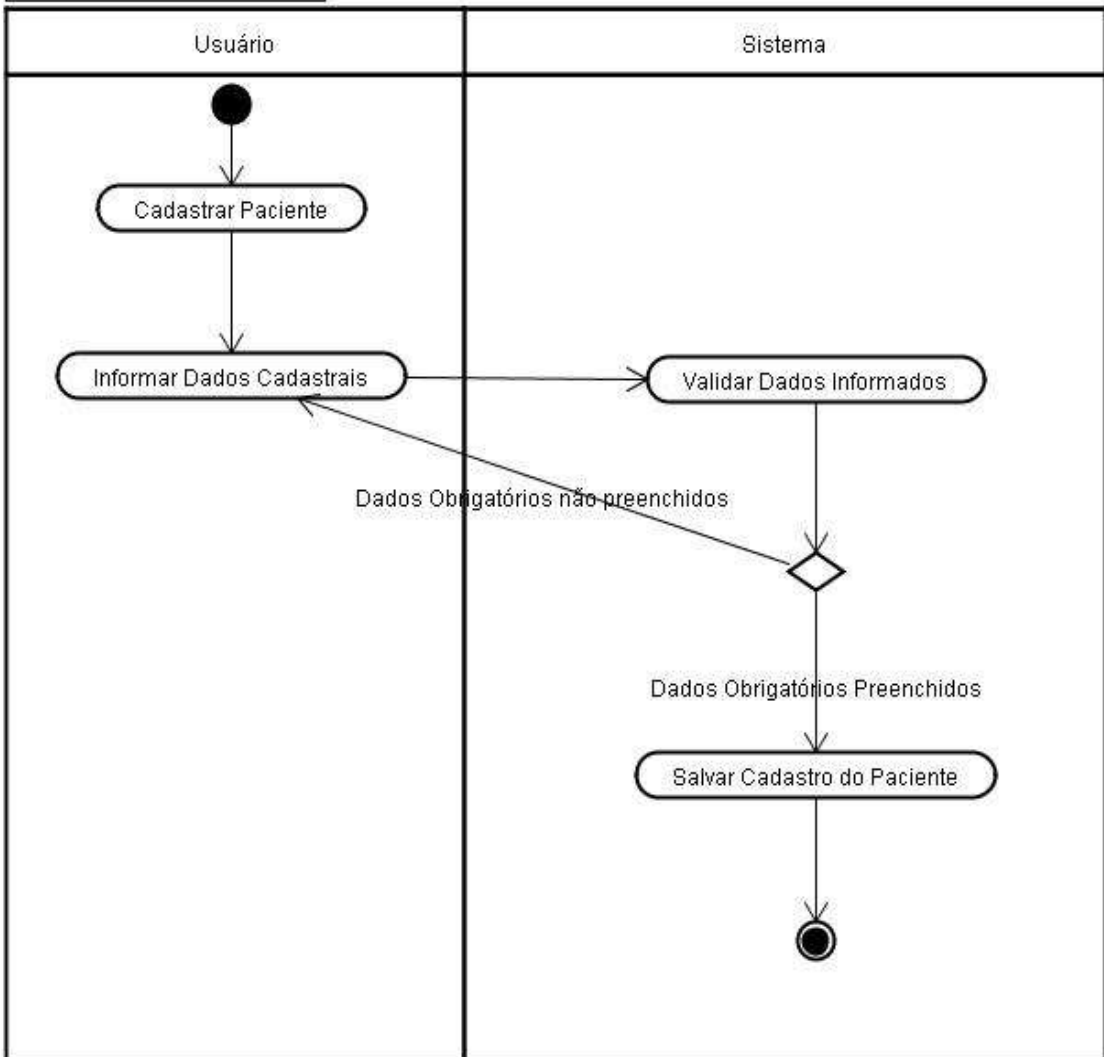 Usuário
Sistema
Cadastrar Paciente
Informar Dados Cadastrais
Validar Dados Informados
Dados Obrigatórios não preenchidos
Dados Obrigatórios Preenchidos
Salvar Cadastro do Paciente